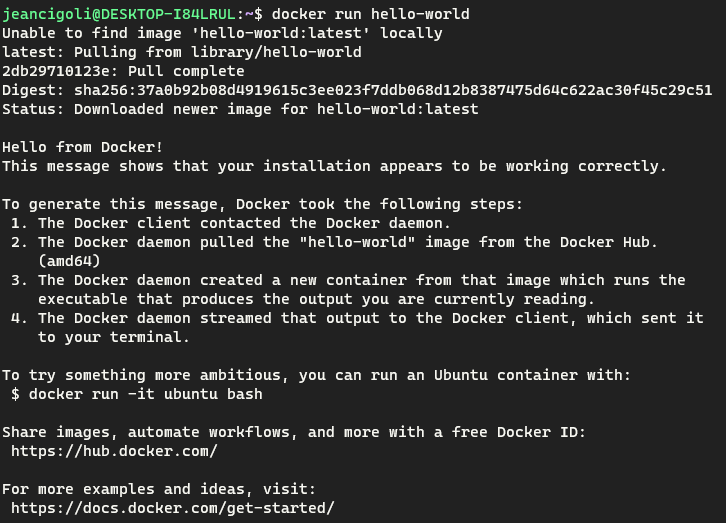 jeancigoli@DESKTOP-I84LRUL:~$ docker run hello-world
Unable to find image 'hello-world:latest' locally
latest: Pulling from library/hello-world
2db29710123e: Pull complete
Digest: sha256:37a0b92b08d4919615c3ee023f7ddb068d12b8387475d64c622ac30f45c29c51
Status: Downloaded newer image for hello-world:latest

Hello from Docker!
This message shows that your installation appears to be working correctly.

To generate this message, Docker took the following steps:
 1. The Docker client contacted the Docker daemon.
 2. The Docker daemon pulled the "hello-world" image from the Docker Hub.
    (amd64)
 3. The Docker daemon created a new container from that image which runs the
    executable that produces the output you are currently reading.
 4. The Docker daemon streamed that output to the Docker client, which sent it
    to your terminal.

To try something more ambitious, you can run an Ubuntu container with:
 $ docker run -it ubuntu bash

Share images, automate workflows, and more with a free Docker ID:
 https://hub.docker.com/

For more examples and ideas, visit:
 https://docs.docker.com/get-started/